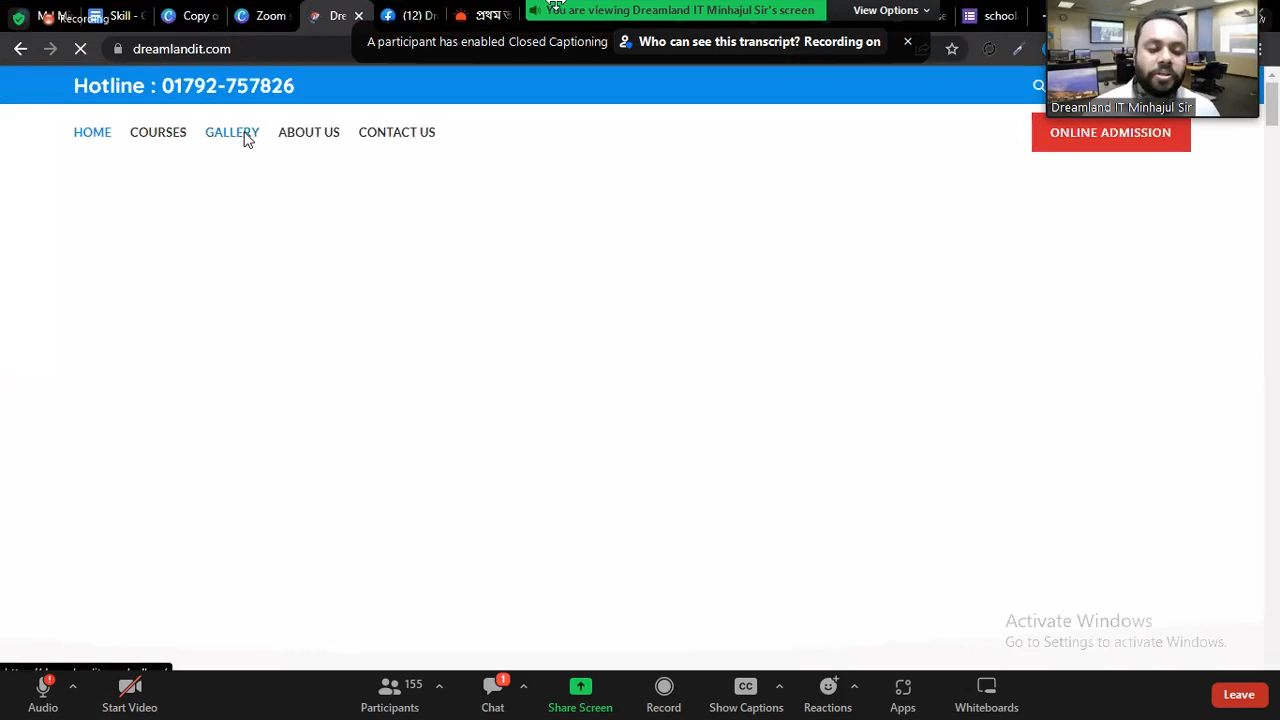 Recording
Skill - Copy o Zoom Dre (12) D প্রথম school
You are viewing Dreamland IT Minhajul Sir's screen
View Options
dreamlandit.com
A participant has enabled Closed Captioning Who can see this transcript? Recording on
Hotline : 01792-757826
Dreamland IT Minhajul Sir
HOME COURSES GALLERY ABOUT US CONTACT US
ONLINE ADMISSION
Activate Windows
Go to Settings to activate Windows.
155
1
Audio Start Video Participants Chat Share Screen Record Show Captions Reactions Apps Whiteboards Leave